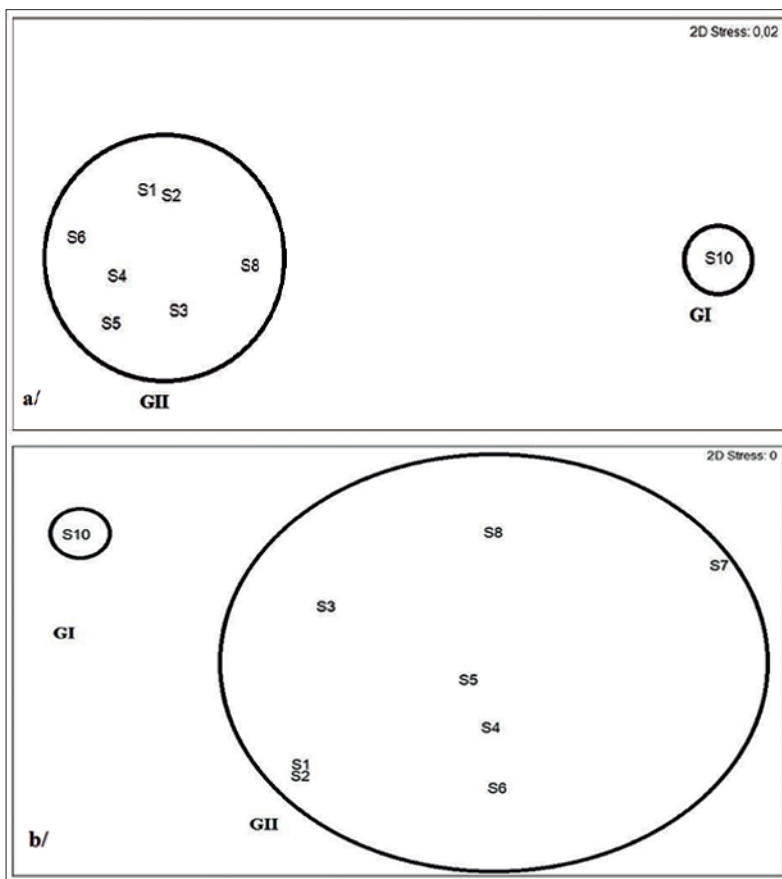 2D Stress: 0,02
S1 S2
S6
S8
S4
S10
S3
S5
GI
a/
GII
2D Stress: 0
S10
S8
S7
S3
GI
S5
S4
S1
S2
S6
GII
b/